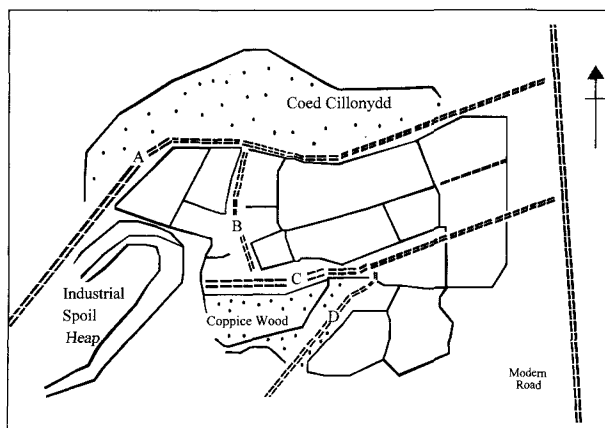 Coed Cillonydd
A
B
C
Industrial
Spoil
Heap
Coppice Wood
D
Modern
Road